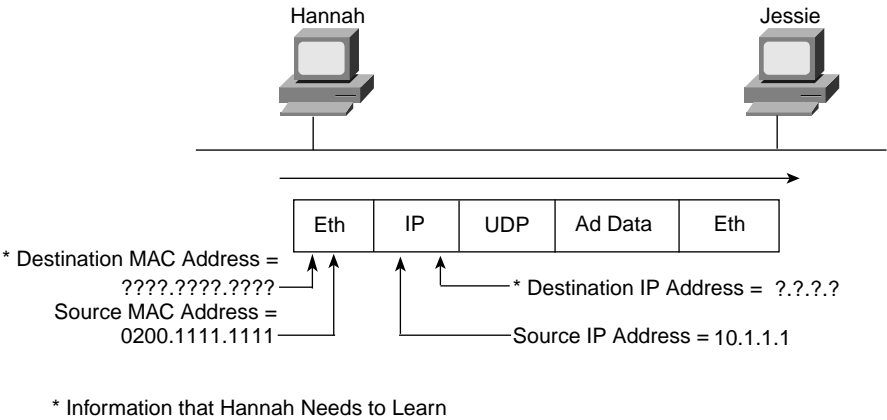 Hannah
Jessie
Eth
IP
UDP
Ad Data
Eth
* Destination MAC Address =
????.????.????
Source MAC Address =
0200.1111.1111
* Destination IP Address = ?.?.?.?
Source IP Address = 10.1.1.1
* Information that Hannah Needs to Learn